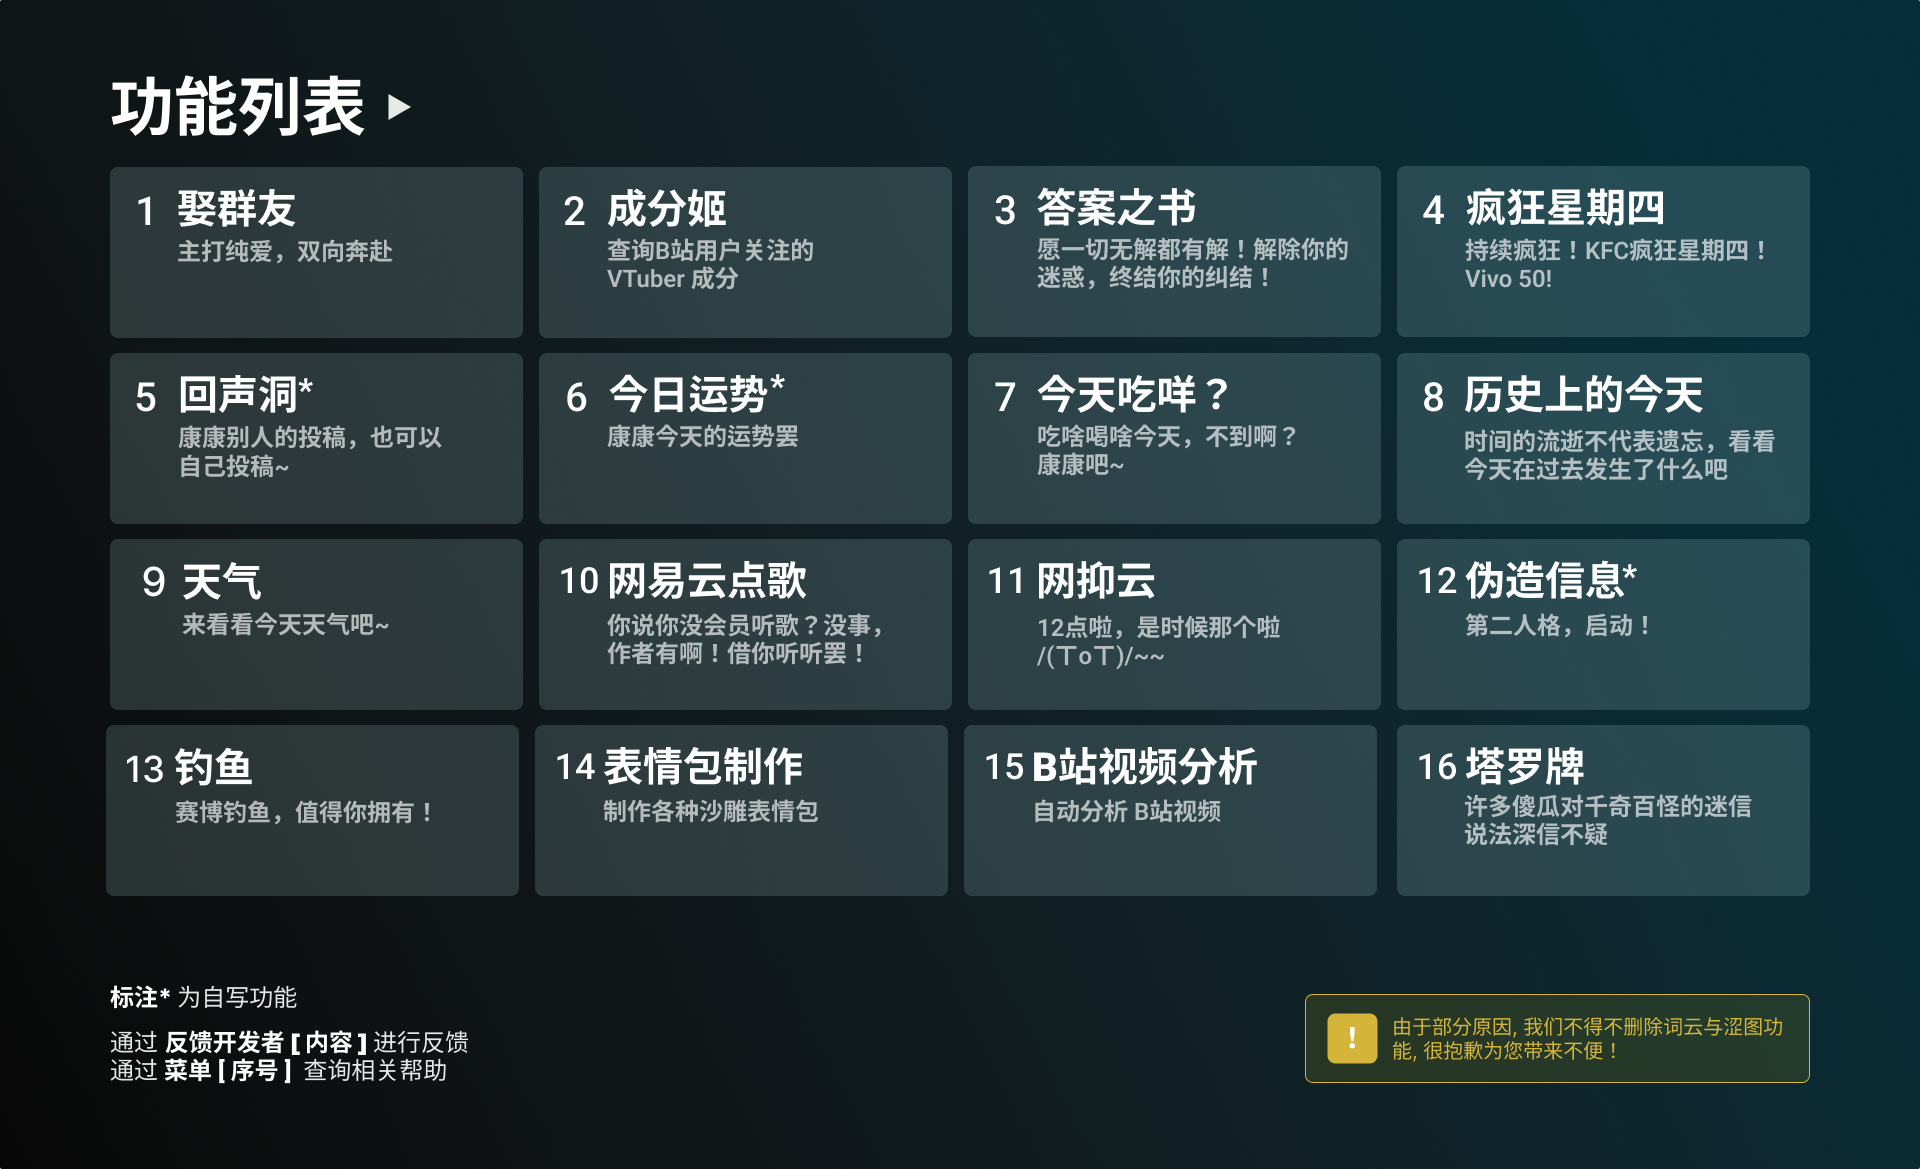 功能列表 ▶
1 娶群友
主打纯爱，双向奔赴
2 成分姬
查询B站用户关注的
VTuber 成分
3 答案之书
愿一切无解都有解！解除你的
迷惑，终结你的纠结！
4 疯狂星期四
持续疯狂！KFC疯狂星期四！
Vivo 50!
5 回声洞*
康康别人的投稿，也可以
自己投稿~
6 今日运势*
康康今天的运势罢
7 今天吃咩？
吃啥喝啥今天，不到啊？
康康吧~
8 历史上的今天
时间的流逝不代表遗忘，看看
今天在过去发生了什么吧
9 天气
来看看今天天气吧~
10 网易云点歌
你说你没会员听歌？没事，
作者有啊！借你听听罢！
11 网抑云
12点啦，是时候那个啦
/(ㄒoㄒ)/~~
12 伪造信息*
第二人格，启动！
13 钓鱼
赛博钓鱼，值得你拥有！
14 表情包制作
制作各种沙雕表情包
15 B站视频分析
自动分析 B站视频
16 塔罗牌
许多傻瓜对千奇百怪的迷信
说法深信不疑
标注* 为自写功能
通过 反馈开发者 [ 内容 ] 进行反馈
通过 菜单 [ 序号 ] 查询相关帮助
!
由于部分原因, 我们不得不删除词云与涩图功
能, 很抱歉为您带来不便！